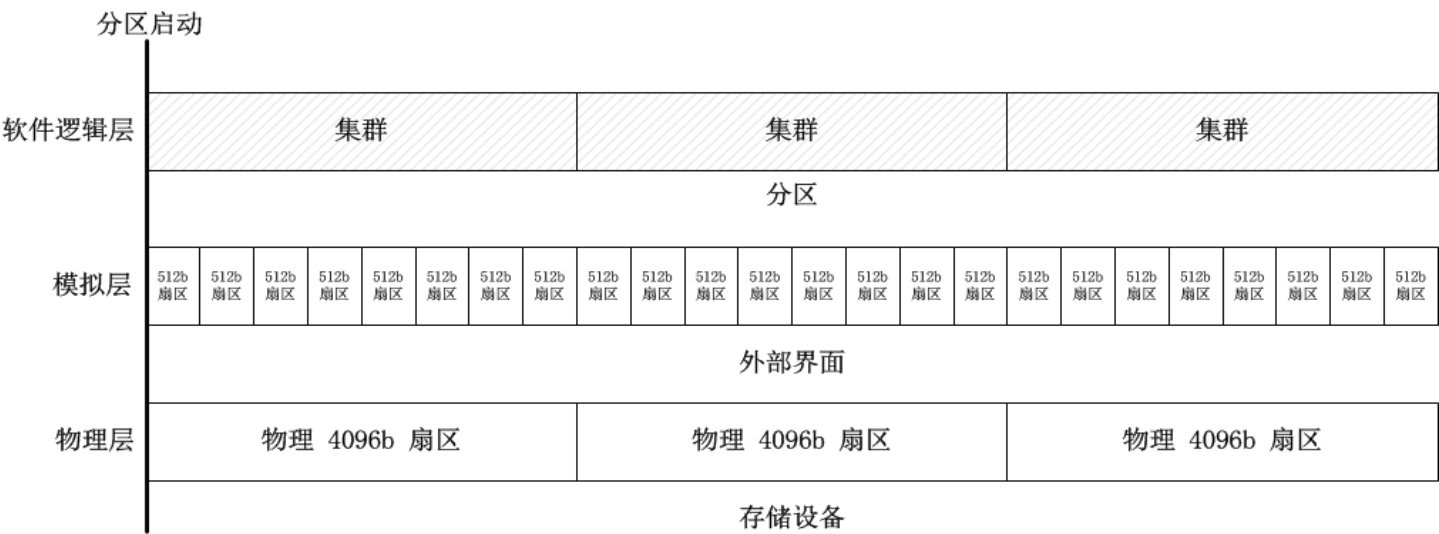 分区启动
软件逻辑层
集群 集群 集群
分区
模拟层
512b 512b 512b 512b 512b 512b 512b 512b 512b 512b 512b 512b 512b 512b 512b 512b 512b 512b 512b 512b 512b 512b 512b 512b
扇区 扇区 扇区 扇区 扇区 扇区 扇区 扇区 扇区 扇区 扇区 扇区 扇区 扇区 扇区 扇区 扇区 扇区 扇区 扇区 扇区 扇区 扇区 扇区
外部界面
物理层
物理 4096b 扇区 物理 4096b 扇区 物理 4096b 扇区
存储设备